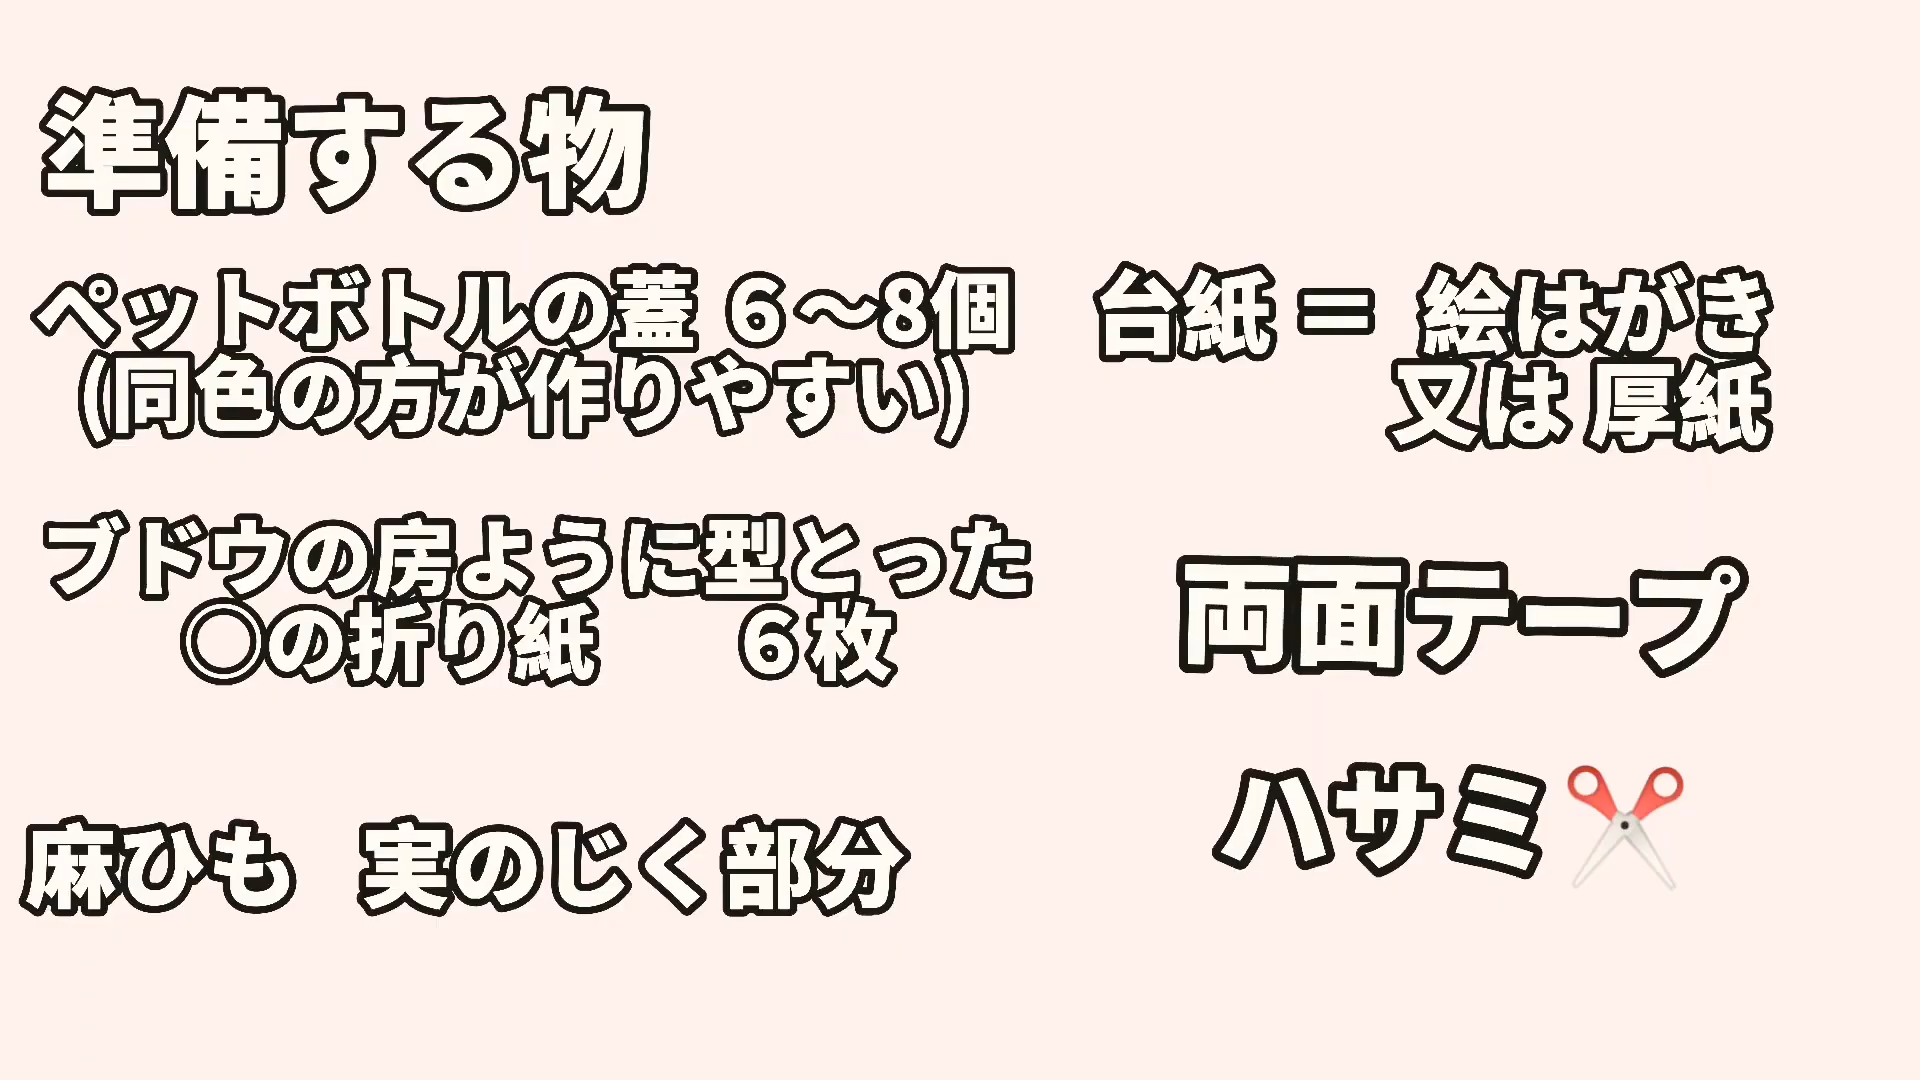 準備する物
ペットボトルの蓋 6〜8個
(同色の方が作りやすい)
ブドウの房ように型とった
○の折り紙 6枚
麻ひも 実のじく部分
台紙 = 絵はがき
又は 厚紙
両面テープ
ハサミ✂️